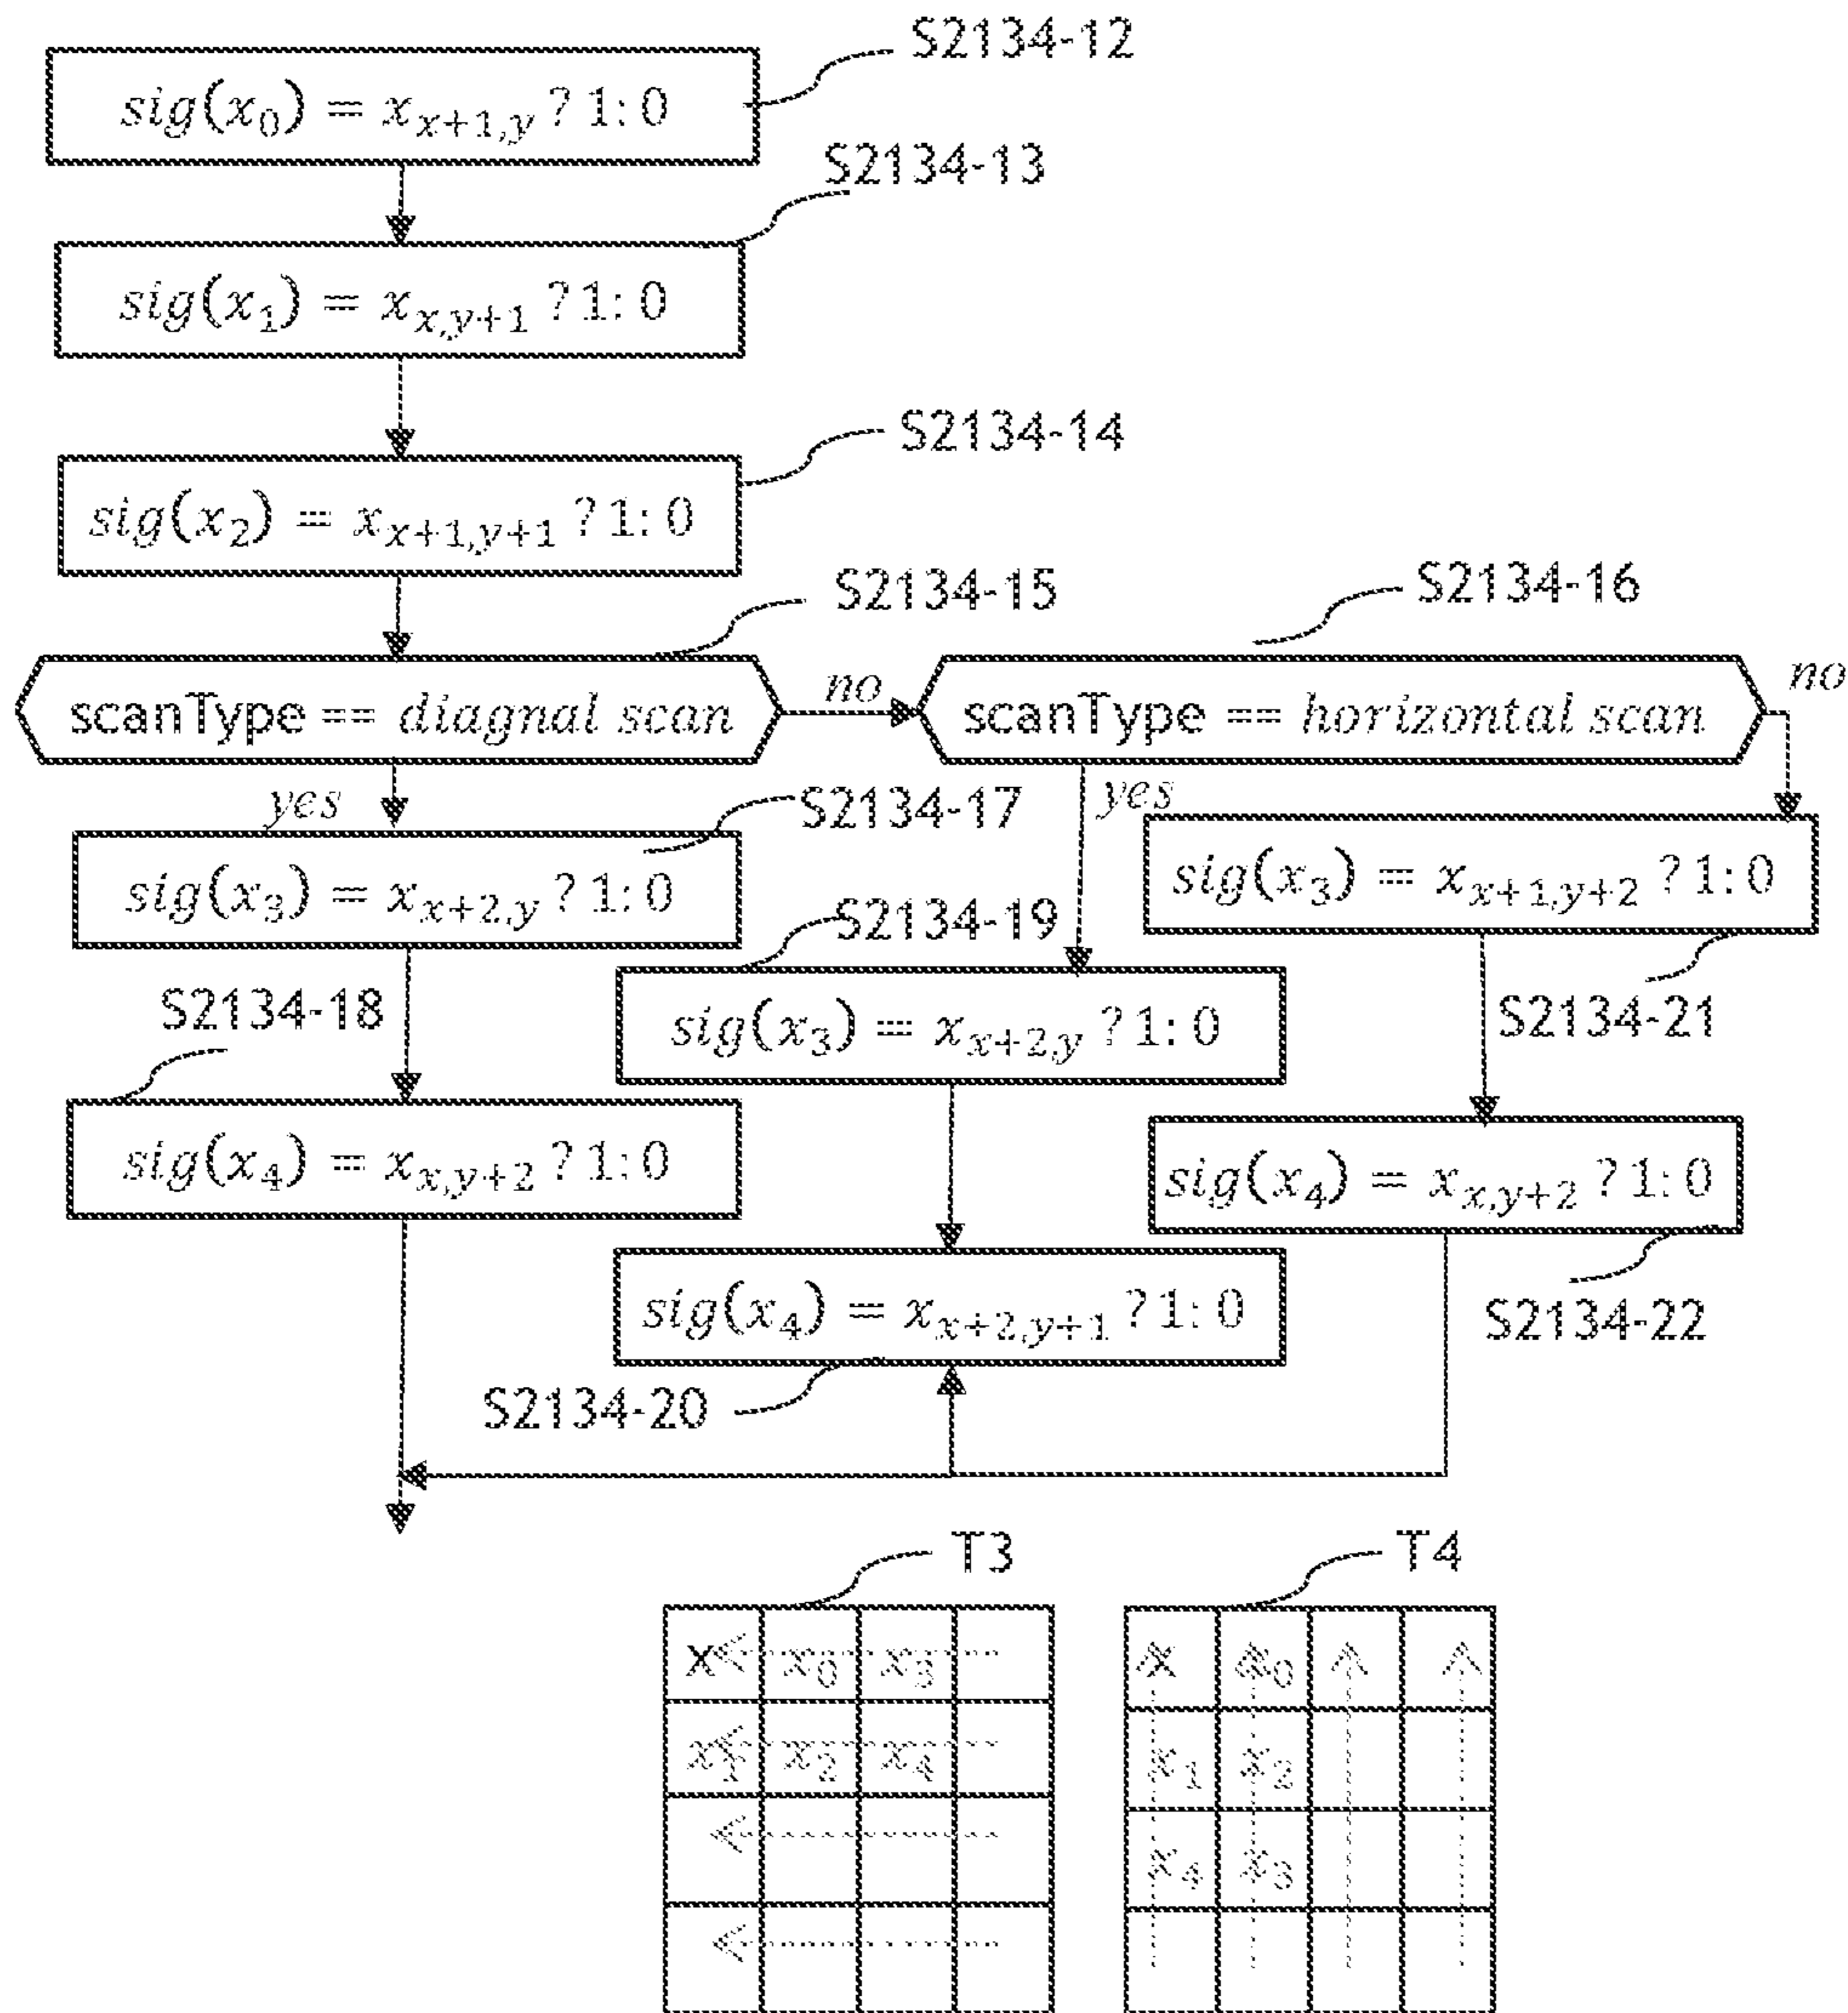 S2134-12
sig(x₀) = xₓ₊₁,ᵧ ? 1: 0
S2134-13
sig(x₁) = xₓ,ᵧ₊₁ ? 1: 0
S2134-14
sig(x₂) = xₓ₊₁,ᵧ₊₁ ? 1: 0
S2134-15
S2134-16
scanType == diagnal scan
no
scanType == horizontal scan
no
yes
S2134-17
yes
sig(x₃) = xₓ₊₂,ᵧ ? 1: 0
sig(x₃) = xₓ₊₁,ᵧ₊₂ ? 1: 0
S2134-19
S2134-18
sig(x₃) = xₓ₊₂,ᵧ ? 1: 0
S2134-21
sig(x₄) = xₓ,ᵧ₊₂ ? 1: 0
sig(x₄) = xₓ,ᵧ₊₂ ? 1: 0
sig(x₄) = xₓ₊₂,ᵧ₊₁ ? 1: 0
S2134-22
S2134-20
T3
T4
x x₀ x₃
x₁ x₂ x₄
x x₀
x₁ x₂
x₄ x₃